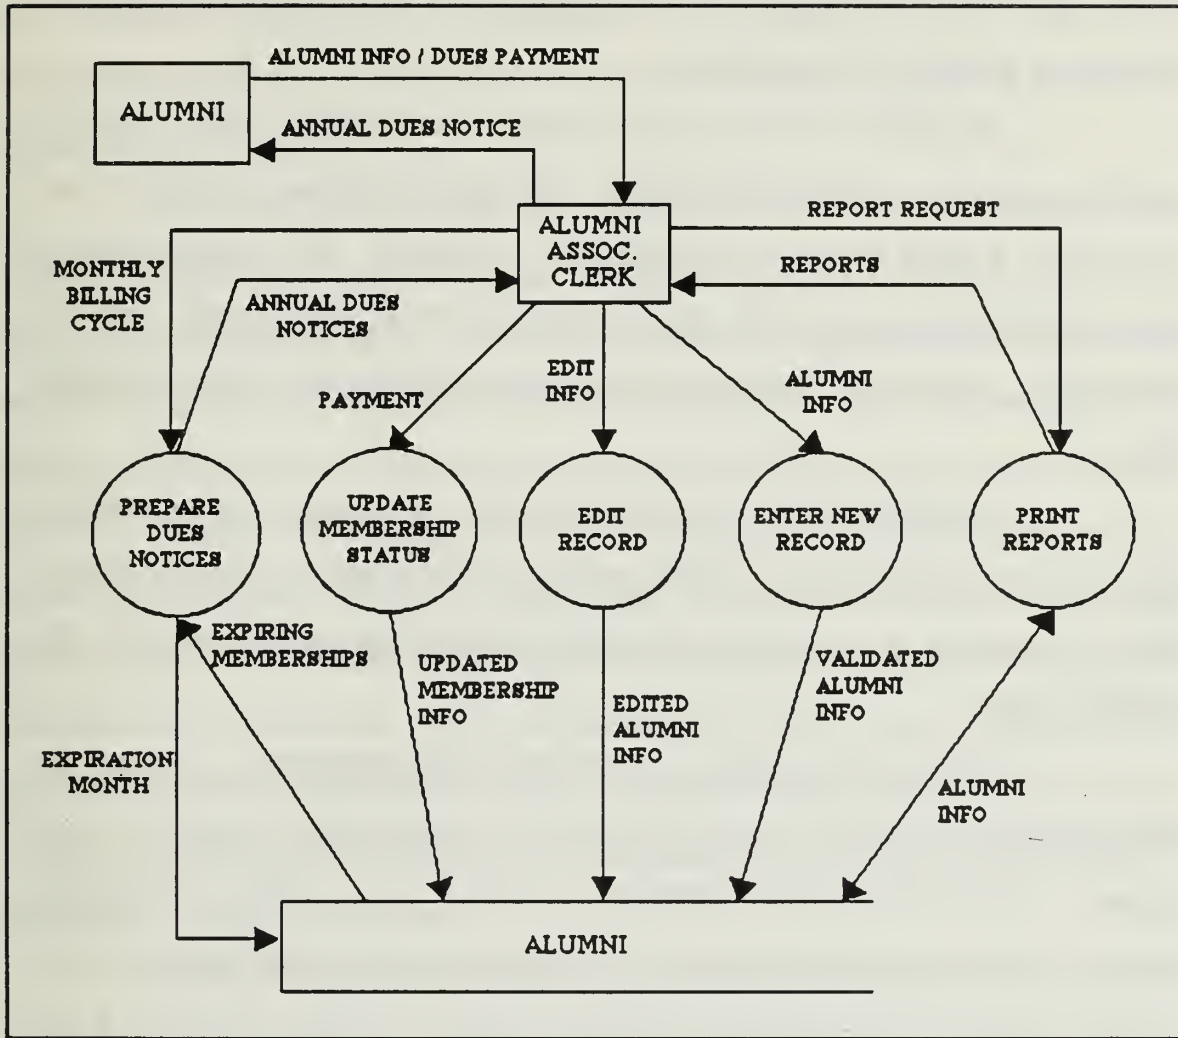 ALUMNI INFO / DUES PAYMENT
ALUMNI
ANNUAL DUES NOTICE
ALUMNI
ASSOC.
CLERK
REPORT REQUEST
REPORTS
MONTHLY
BILLING
CYCLE
ANNUAL DUES
NOTICES
PAYMENT
EDIT
INFO
ALUMNI
INFO
PREPARE
DUES
NOTICES
UPDATE
MEMBERSHIP
STATUS
EDIT
RECORD
ENTER NEW
RECORD
PRINT
REPORTS
EXPIRING
MEMBERSHIPS
UPDATED
MEMBERSHIP
INFO
EDITED
ALUMNI
INFO
VALIDATED
ALUMNI
INFO
EXPIRATION
MONTH
ALUMNI
INFO
ALUMNI